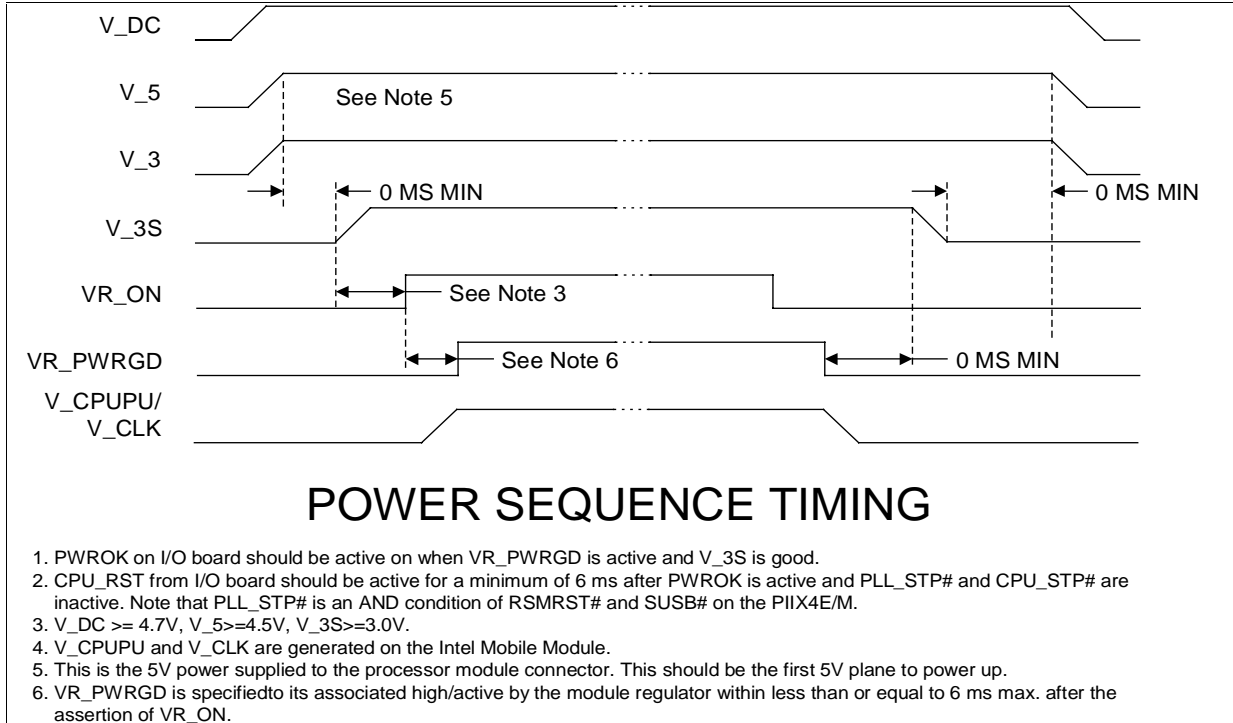 V_DC
V_5
See Note 5
V_3
0 MS MIN
0 MS MIN
V_3S
VR_ON
See Note 3
VR_PWRGD
See Note 6
0 MS MIN
V_CPUPU/
V_CLK
POWER SEQUENCE TIMING
1. PWROK on I/O board should be active on when VR_PWRGD is active and V_3S is good.
2. CPU_RST from I/O board should be active for a minimum of 6 ms after PWROK is active and PLL_STP# and CPU_STP# are
inactive. Note that PLL_STP# is an AND condition of RSMRST# and SUSB# on the PIIX4E/M.
3. V_DC >= 4.7V, V_5>=4.5V, V_3S>=3.0V.
4. V_CPUPU and V_CLK are generated on the Intel Mobile Module.
5. This is the 5V power supplied to the processor module connector. This should be the first 5V plane to power up.
6. VR_PWRGD is specifiedto its associated high/active by the module regulator within less than or equal to 6 ms max. after the
assertion of VR_ON.